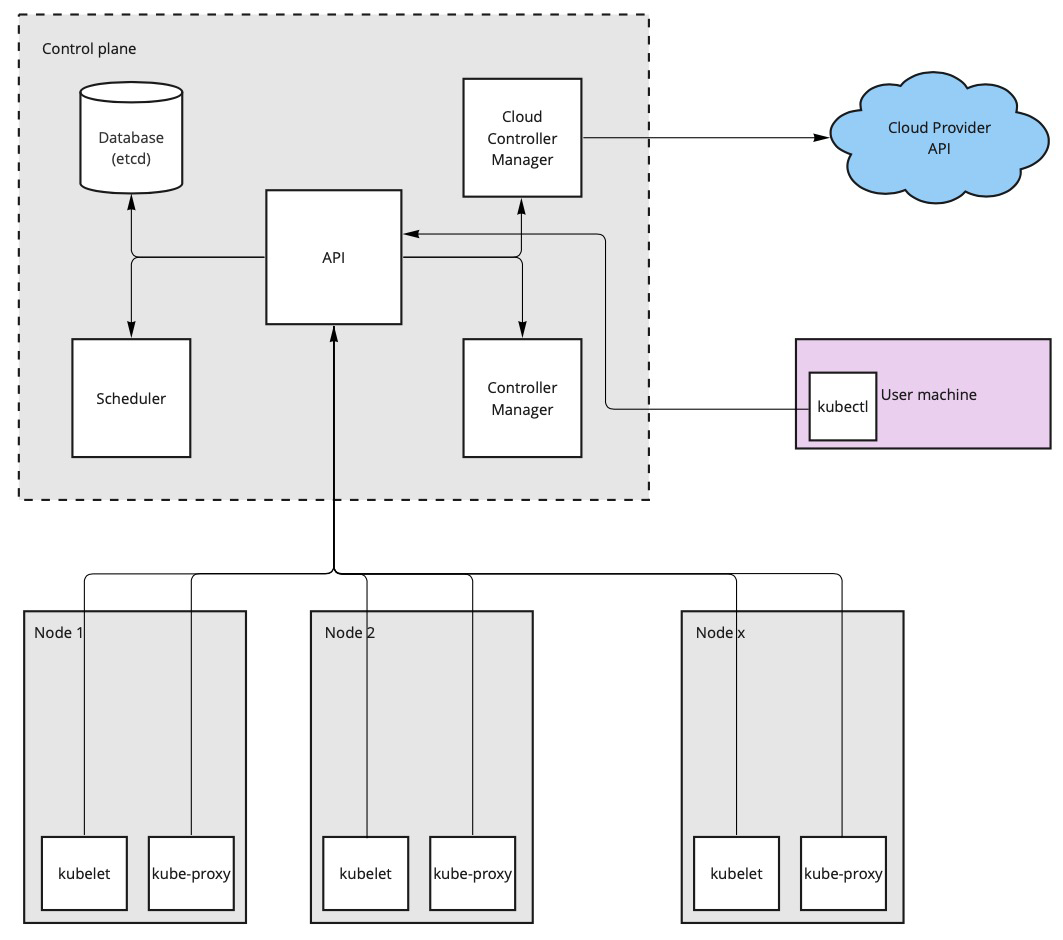 Control plane
Database
(etcd)
Cloud
Controller
Manager
Cloud Provider
API
API
Scheduler
Controller
Manager
kubectl
User machine
Node 1
Node 2
Node x
kubelet
kube-proxy
kubelet
kube-proxy
kubelet
kube-proxy